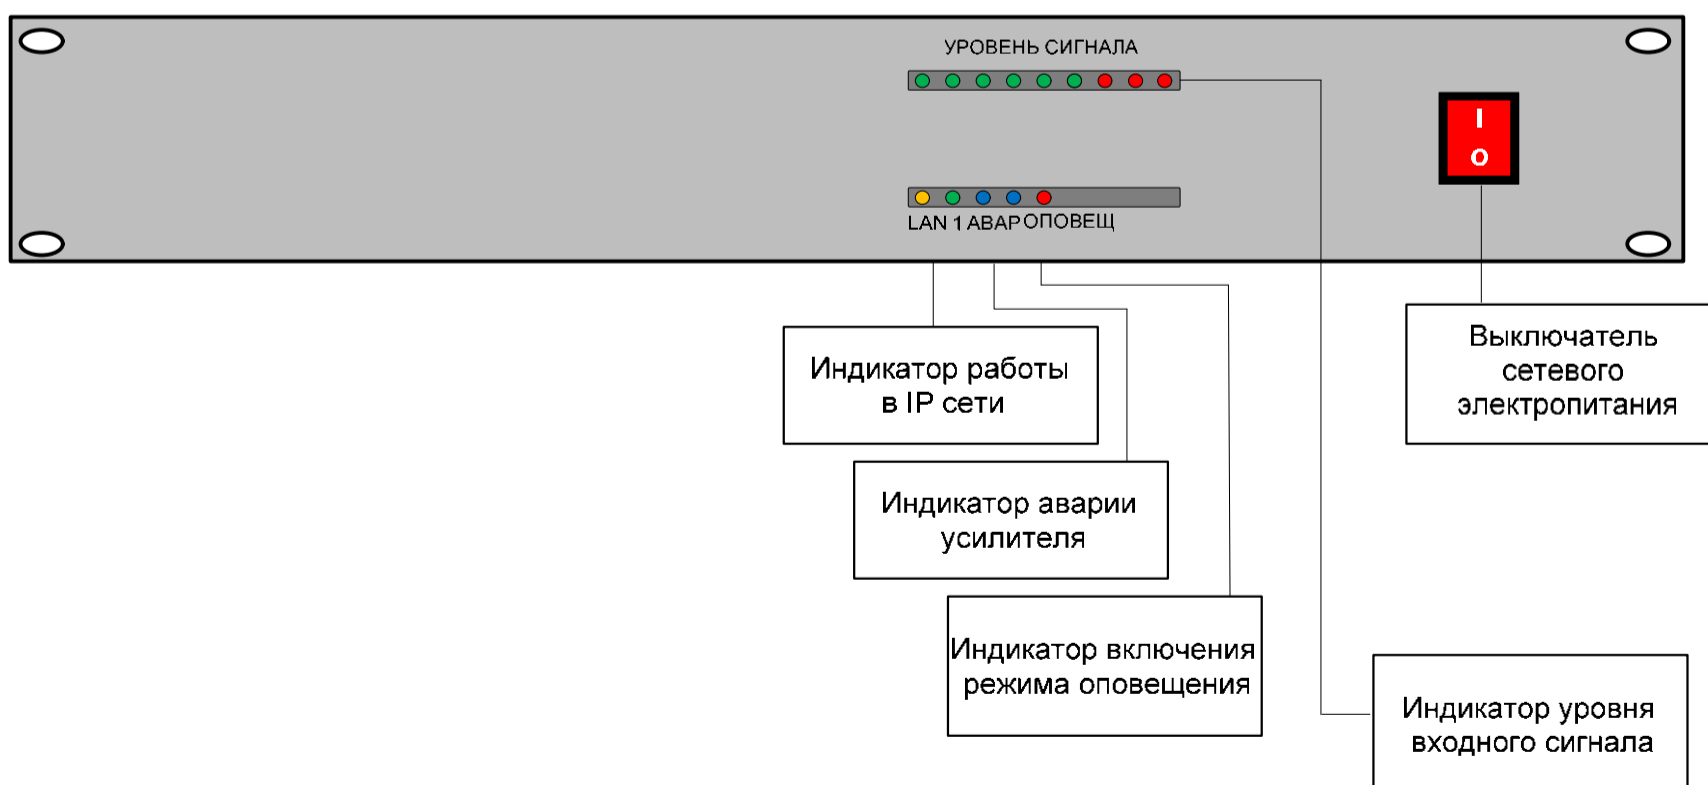 УРОВЕНЬ СИГНАЛА
I
O
LAN 1 АВАР ОПОВЕЩ
Индикатор работы
в IP сети
Индикатор аварии
усилителя
Индикатор включения
режима оповещения
Выключатель
сетевого
электропитания
Индикатор уровня
входного сигнала